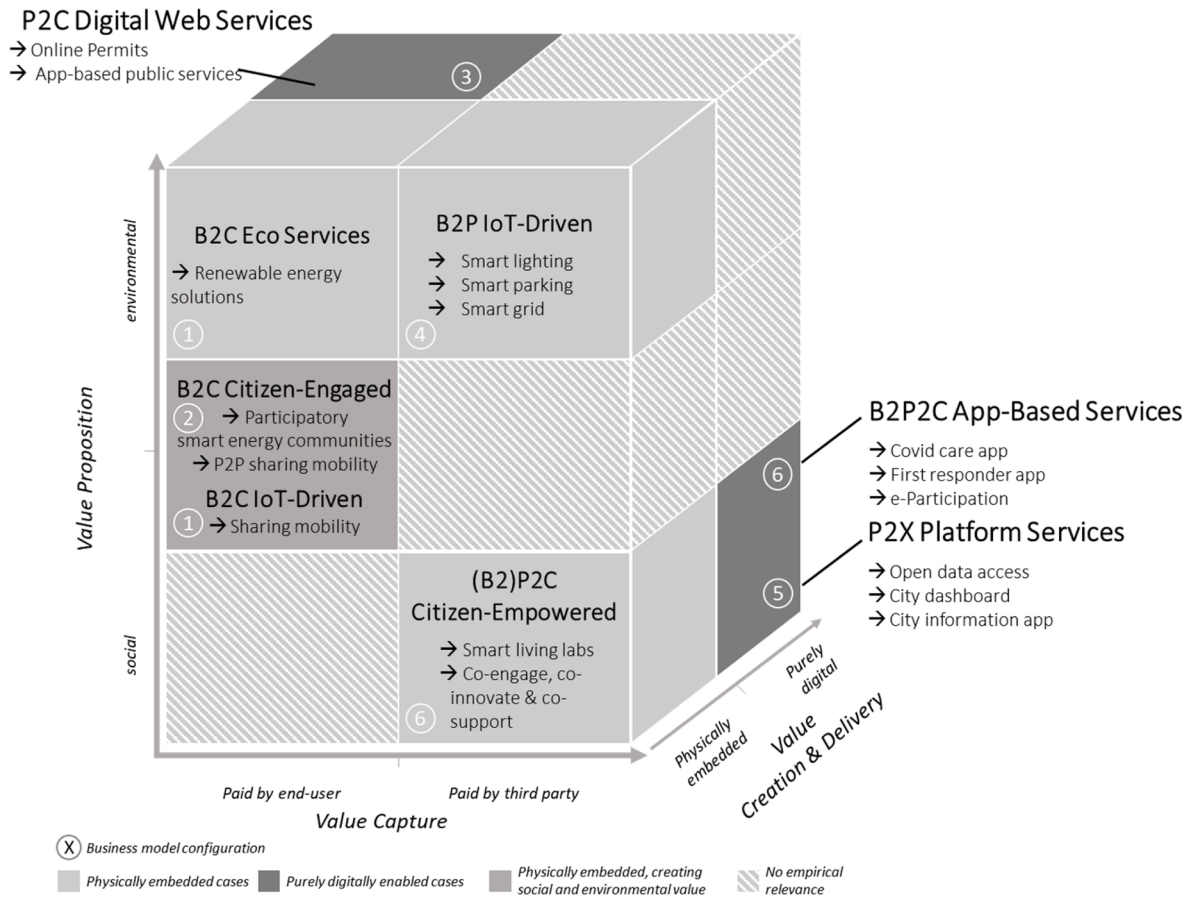 P2C Digital Web Services
→ Online Permits
→ App-based public services
3
environmental
B2C Eco Services
→ Renewable energy
solutions
1
B2P IoT-Driven
→ Smart lighting
→ Smart parking
→ Smart grid
4
Value Proposition
B2C Citizen-Engaged
2 → Participatory
smart energy communities
→ P2P sharing mobility
B2C IoT-Driven
1 → Sharing mobility
B2P2C App-Based Services
→ Covid care app
→ First responder app
→ e-Participation
6
P2X Platform Services
→ Open data access
→ City dashboard
→ City information app
5
social
(B2)P2C
Citizen-Empowered
→ Smart living labs
→ Co-engage, co-
innovate & co-
support
6
Purely
digital
Physically
embedded
Value
Creation & Delivery
Paid by end-user
Paid by third party
Value Capture
X Business model configuration
Physically embedded cases
Purely digitally enabled cases
Physically embedded, creating
social and environmental value
No empirical
relevance